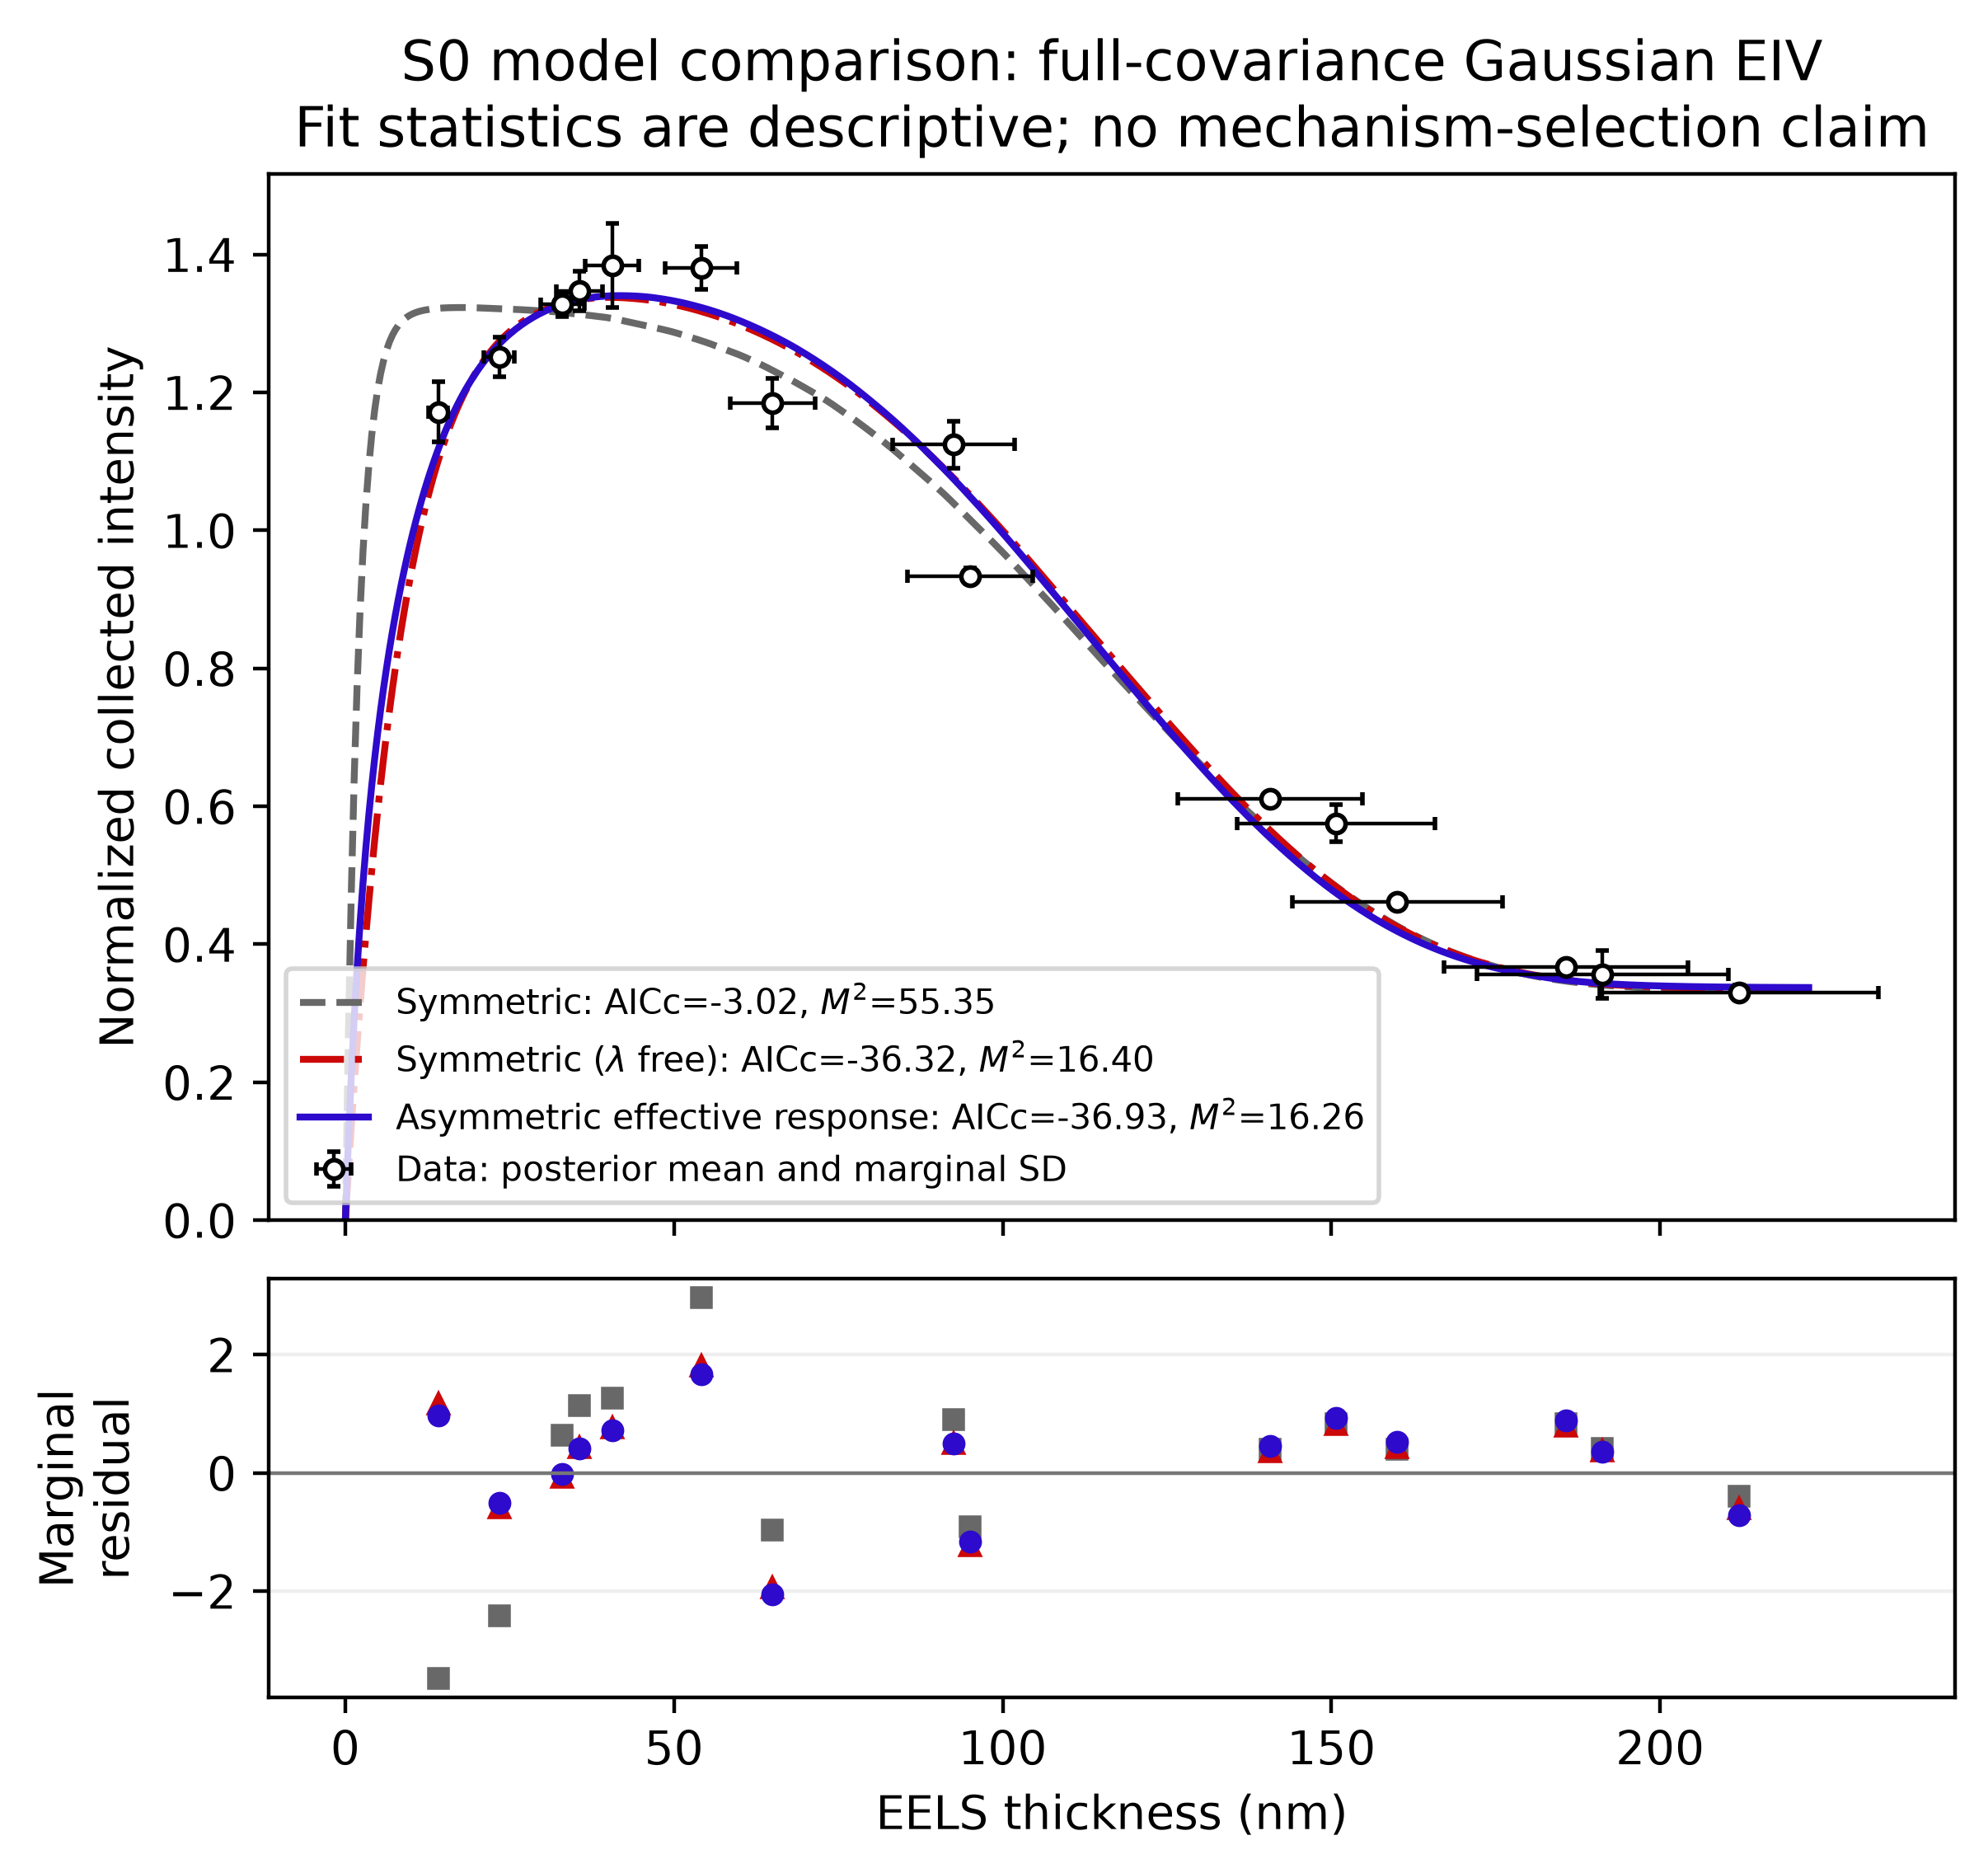 S0 model comparison: full-covariance Gaussian EIV
Fit statistics are descriptive; no mechanism-selection claim
Normalized collected intensity
1.4
1.2
1.0
0.8
0.6
0.4
0.2
0.0
Symmetric: AICc=-3.02, M²=55.35
Symmetric (λ free): AICc=-36.32, M²=16.40
Asymmetric effective response: AICc=-36.93, M²=16.26
Data: posterior mean and marginal SD
Marginal
residual
2
0
−2
0 50 100 150 200
EELS thickness (nm)